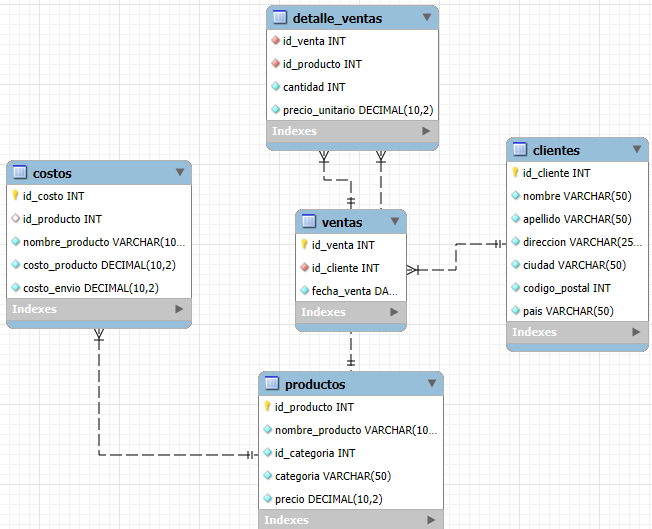 detalle_ventas
id_venta INT
id_producto INT
cantidad INT
precio_unitario DECIMAL(10,2)
Indexes
costos
id_costo INT
id_producto INT
nombre_producto VARCHAR(10...
costo_producto DECIMAL(10,2)
costo_envio DECIMAL(10,2)
Indexes
ventas
id_venta INT
id_cliente INT
fecha_venta DA...
Indexes
clientes
id_cliente INT
nombre VARCHAR(50)
apellido VARCHAR(50)
direccion VARCHAR(25...
ciudad VARCHAR(50)
codigo_postal INT
pais VARCHAR(50)
Indexes
productos
id_producto INT
nombre_producto VARCHAR(10...
id_categoria INT
categoria VARCHAR(50)
precio DECIMAL(10,2)
Indexes